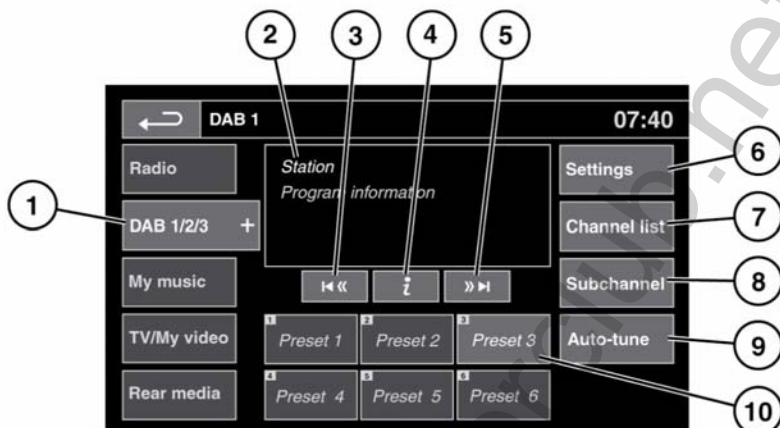 2 3 4 5
DAB 1 07:40
Radio Station Settings 6
Program information
1 DAB 1/2/3 + Channel list 7
My music i Subchannel 8
TV/My video 1 Preset 1 2 Preset 2 3 Preset 3 Auto-tune 9
Rear media 4 Preset 4 5 Preset 5 6 Preset 6 10